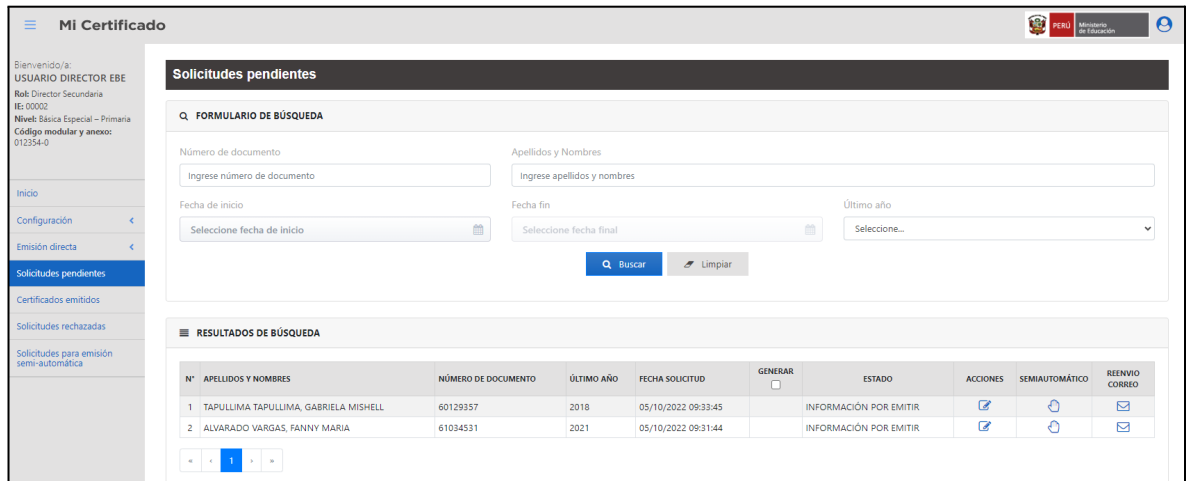 Mi Certificado
PERÚ
Ministerio
de Educación
Bienvenido/a:
USUARIO DIRECTOR EBE
Rol: Director Secundaria
IE: 00002
Nivel: Básica Especial – Primaria
Código modular y anexo:
012354-0
Inicio
Configuración
Emisión directa
Solicitudes pendientes
Certificados emitidos
Solicitudes rechazadas
Solicitudes para emisión
semi-automática
Solicitudes pendientes
FORMULARIO DE BÚSQUEDA
Número de documento Apellidos y Nombres
Ingrese número de documento Ingrese apellidos y nombres
Fecha de inicio Fecha fin Último año
Seleccione fecha de inicio Seleccione fecha final Seleccione...
Buscar Limpiar
RESULTADOS DE BÚSQUEDA
N° APELLIDOS Y NOMBRES NÚMERO DE DOCUMENTO ÚLTIMO AÑO FECHA SOLICITUD GENERAR ESTADO ACCIONES SEMIAUTOMÁTICO REENVIO CORREO
1 TAPULLIMA TAPULLIMA, GABRIELA MISHELL 60129357 2018 05/10/2022 09:33:45 INFORMACIÓN POR EMITIR
2 ALVARADO VARGAS, FANNY MARIA 61034531 2021 05/10/2022 09:31:44 INFORMACIÓN POR EMITIR
« ‹ 1 › »